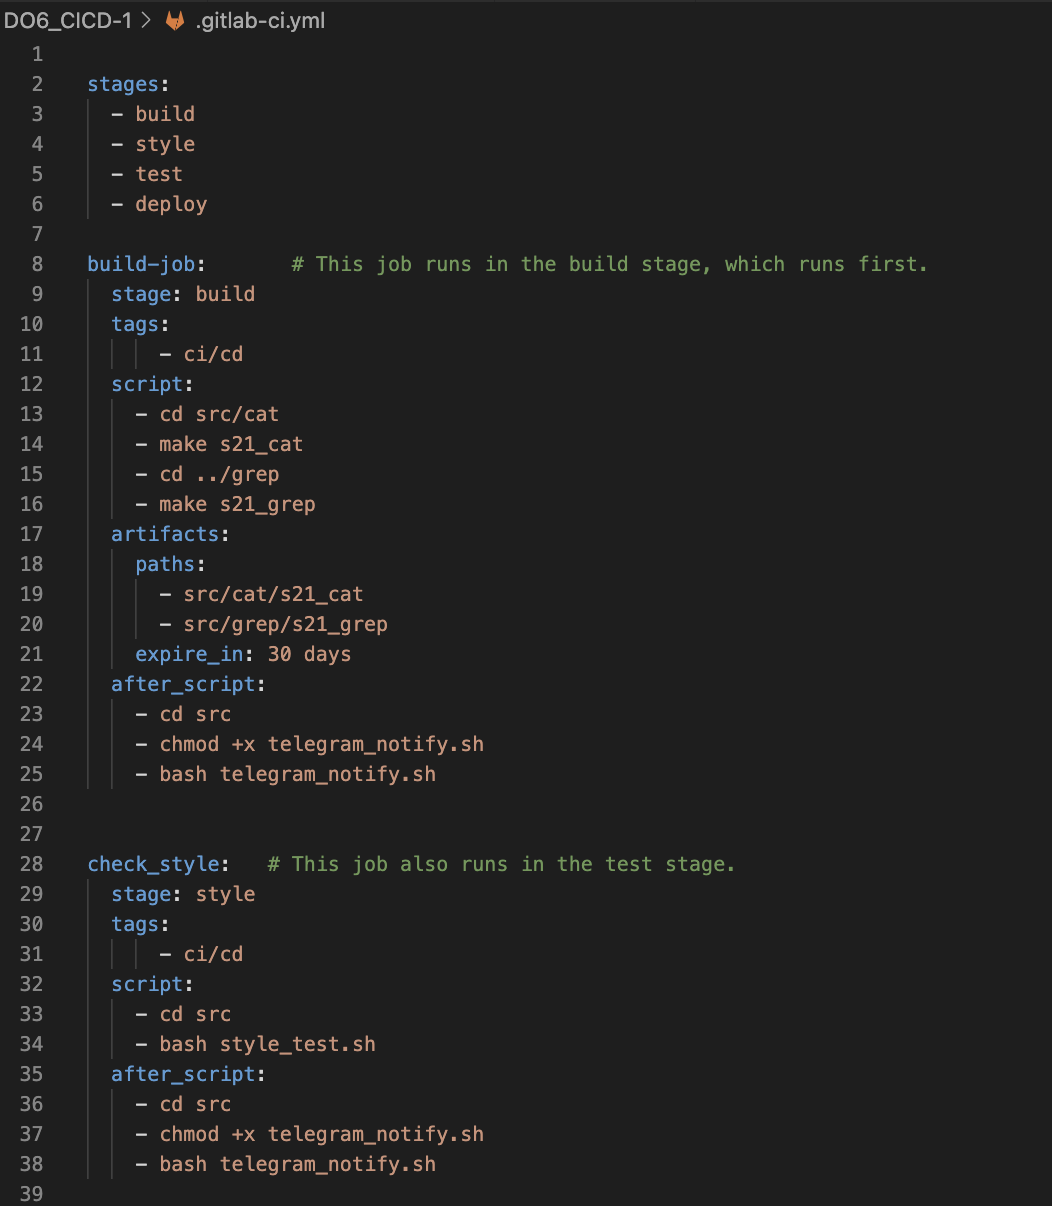 DO6_CICD-1 > .gitlab-ci.yml
1
2 stages:
3   - build
4   - style
5   - test
6   - deploy
7
8 build-job:       # This job runs in the build stage, which runs first.
9   stage: build
10   tags:
11       - ci/cd
12   script:
13     - cd src/cat
14     - make s21_cat
15     - cd ../grep
16     - make s21_grep
17   artifacts:
18     paths:
19       - src/cat/s21_cat
20       - src/grep/s21_grep
21     expire_in: 30 days
22   after_script:
23     - cd src
24     - chmod +x telegram_notify.sh
25     - bash telegram_notify.sh
26
27
28 check_style:   # This job also runs in the test stage.
29   stage: style
30   tags:
31       - ci/cd
32   script:
33     - cd src
34     - bash style_test.sh
35   after_script:
36     - cd src
37     - chmod +x telegram_notify.sh
38     - bash telegram_notify.sh
39